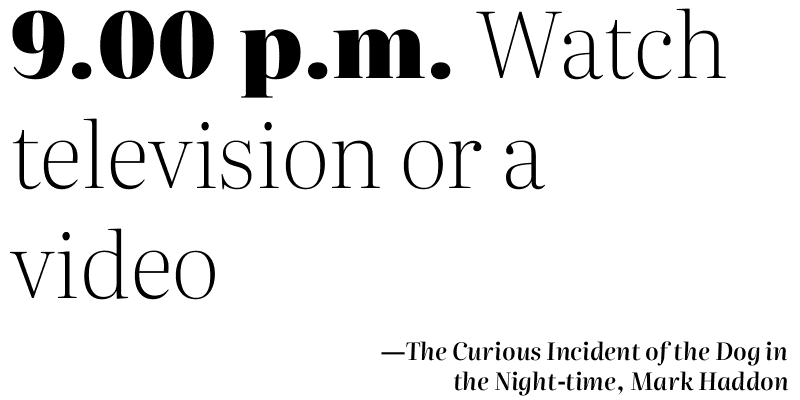 9.00 p.m. Watch
television or a
video
—The Curious Incident of the Dog in
the Night-time, Mark Haddon